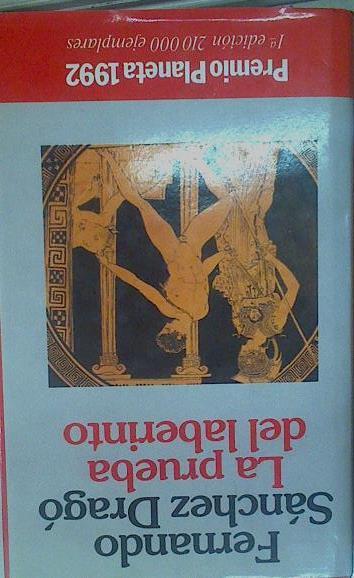 Fernando
Sánchez Dragó
La prueba
del laberinto
Premio Planeta 1992
1ª edición 210 000 ejemplares